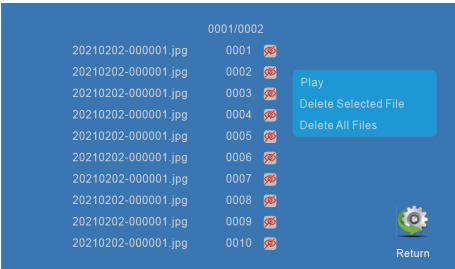 0001/0002
20210202-000001.jpg 0001
20210202-000001.jpg 0002
20210202-000001.jpg 0003
20210202-000001.jpg 0004
20210202-000001.jpg 0005
20210202-000001.jpg 0006
20210202-000001.jpg 0007
20210202-000001.jpg 0008
20210202-000001.jpg 0009
20210202-000001.jpg 0010
Play
Delete Selected File
Delete All Files
Return